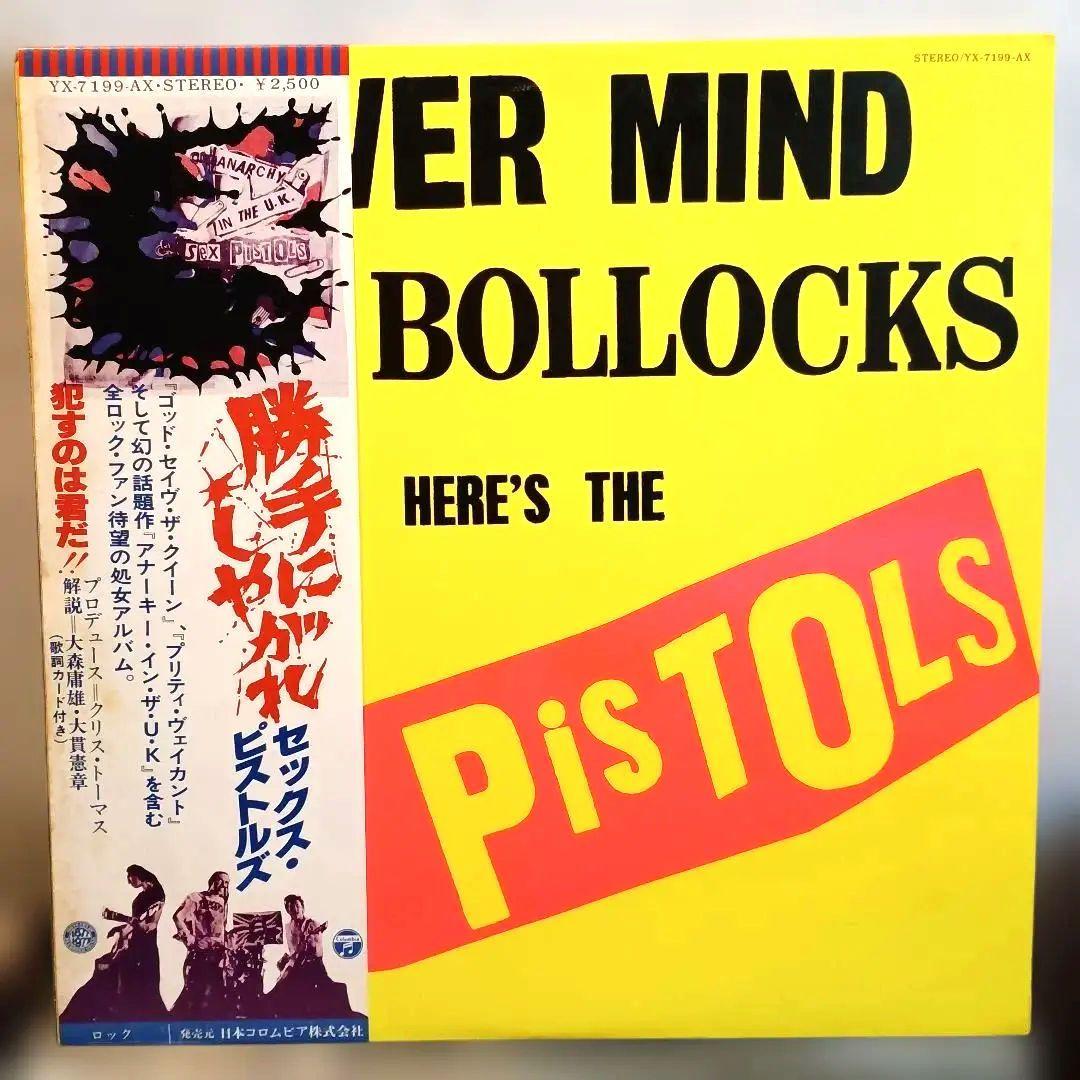 YX-7199-AX・STEREO・¥2,500
ANARCHY
IN THE U.K.
SEX PISTOLS
勝手に
しやがれ
セックス・
ピストルズ
『ゴッド・セイヴ・ザ・クイーン』、『プリティ・ヴェイカント』
そして幻の話題作『アナーキー・イン・ザ・U・K』を含む
全ロック・ファン待望の処女アルバム。
犯すのは君だ!!
プロデュース=クリス・トーマス
解説=大森庸雄・大貫憲章
(歌詞カード付き)
1877
1977
Columbia
ロック
発売元 日本コロムビア株式会社
STEREO/YX-7199-AX
VER MIND
BOLLOCKS
HERE'S THE
PiSTOLS